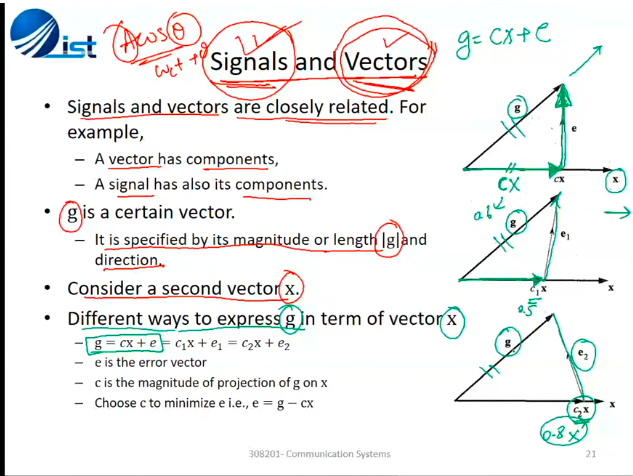 ist
A cos θ
ωct + θ
Signals and Vectors
g = cx + e
• Signals and vectors are closely related. For
example,
– A vector has components,
– A signal has also its components.
• g is a certain vector.
– It is specified by its magnitude or length |g| and
direction.
• Consider a second vector x.
• Different ways to express g in term of vector x
– g = cx + e = c₁x + e₁ = c₂x + e₂
– e is the error vector
– c is the magnitude of projection of g on x
– Choose c to minimize e i.e., e = g − cx
g
e
cx
x
cx
g
e₁
c₁x
x
g
e₂
c₂x
x
0.8x
308201- Communication Systems
21